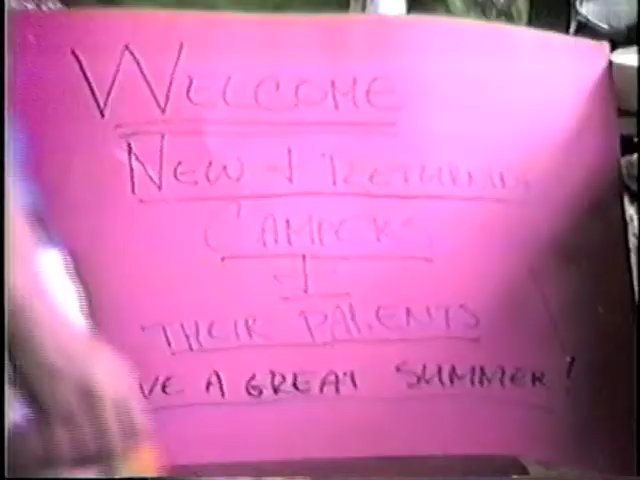 WELCOME
NEW + RETURNING
CAMPERS
+
THEIR PARENTS
VE A GREAT SUMMER!